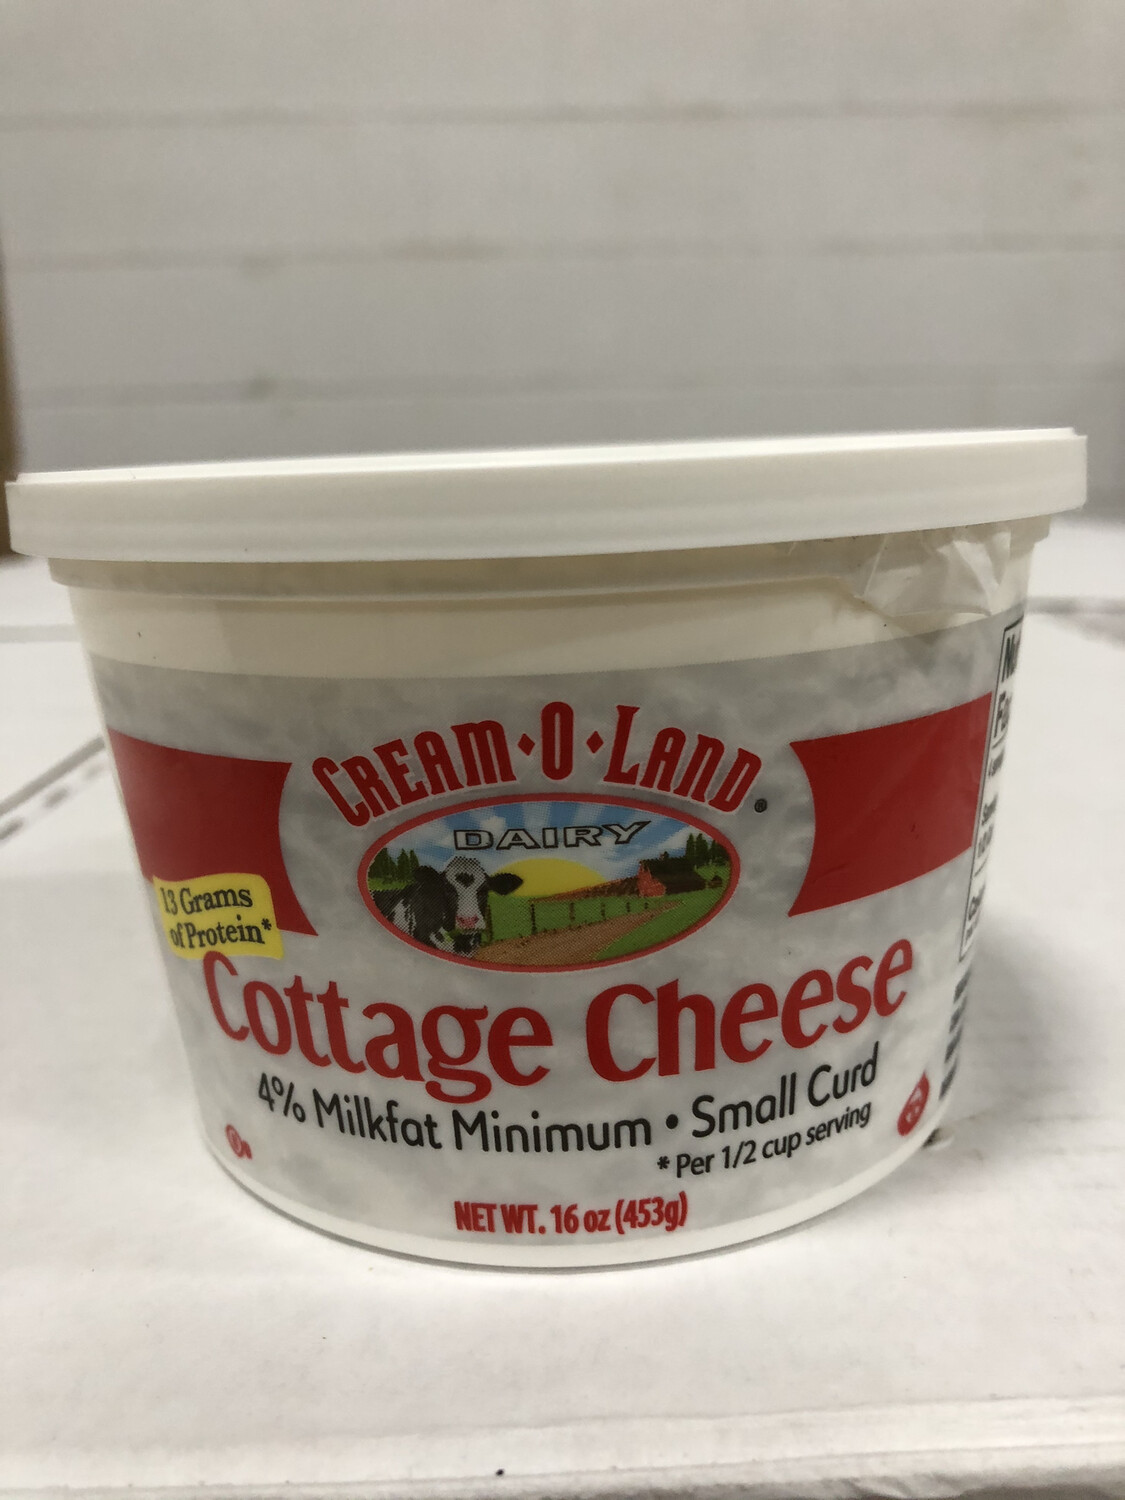 CREAM•O•LAND®
DAIRY
13 Grams
of Protein*
Cottage Cheese
4% Milkfat Minimum • Small Curd
* Per 1/2 cup serving
NET WT. 16 oz (453g)